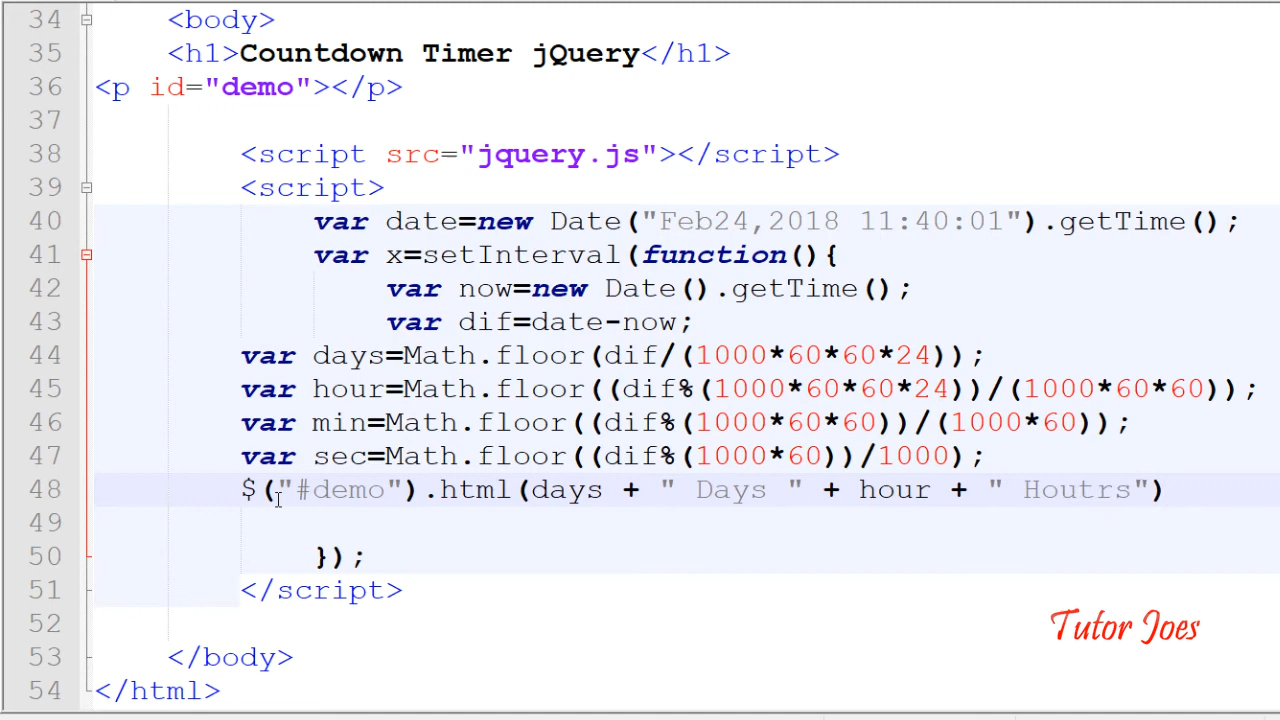 34 <body>
35 <h1>Countdown Timer jQuery</h1>
36 <p id="demo"></p>
37
38 <script src="jquery.js"></script>
39 <script>
40 var date=new Date("Feb24,2018 11:40:01").getTime();
41 var x=setInterval(function(){
42 var now=new Date().getTime();
43 var dif=date-now;
44 var days=Math.floor(dif/(1000*60*60*24));
45 var hour=Math.floor((dif%(1000*60*60*24))/(1000*60*60));
46 var min=Math.floor((dif%(1000*60*60))/(1000*60));
47 var sec=Math.floor((dif%(1000*60))/1000);
48 $("#demo").html(days + " Days " + hour + " Houtrs")
49
50 });
51 </script>
52
Tutor Joes
53 </body>
54 </html>